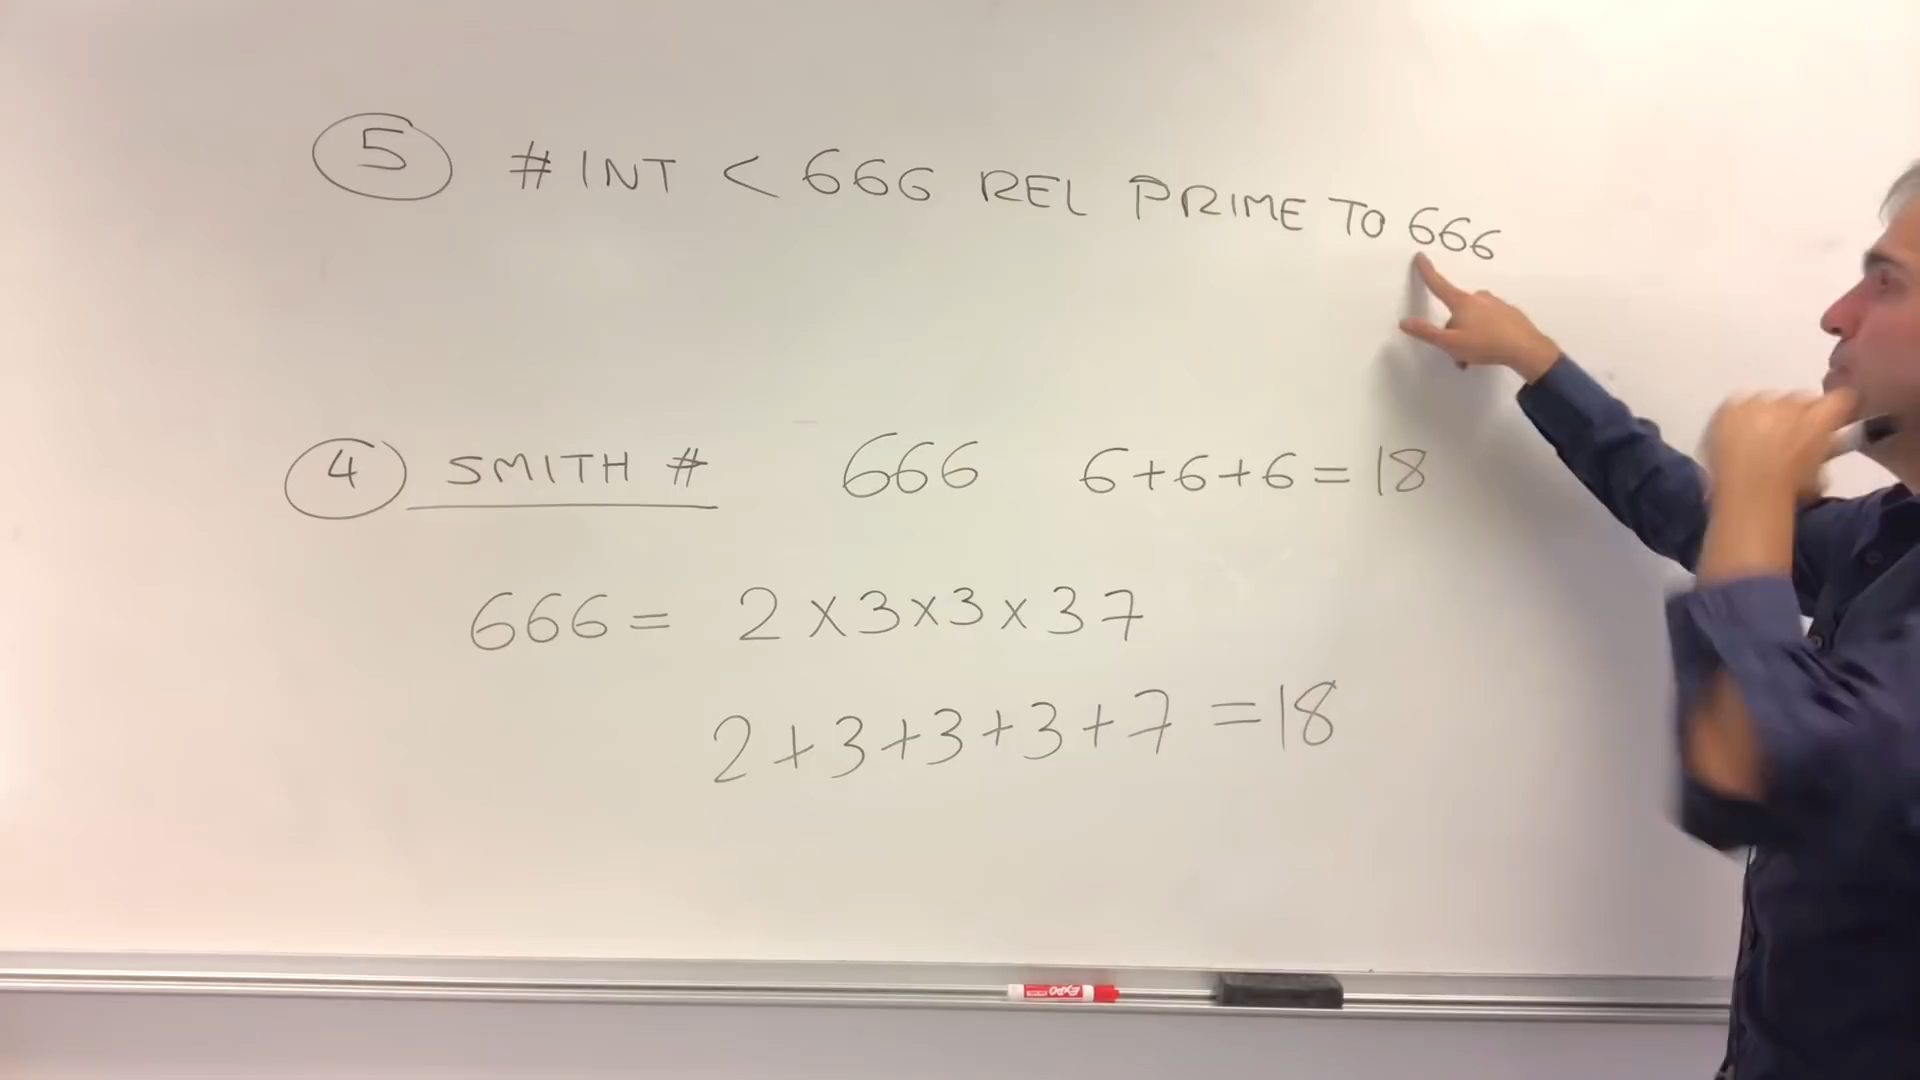 5 # INT < 666 REL PRIME TO 666
4 SMITH # 666 6+6+6=18
666 = 2×3×3×37
2+3+3+3+7=18
EXPO